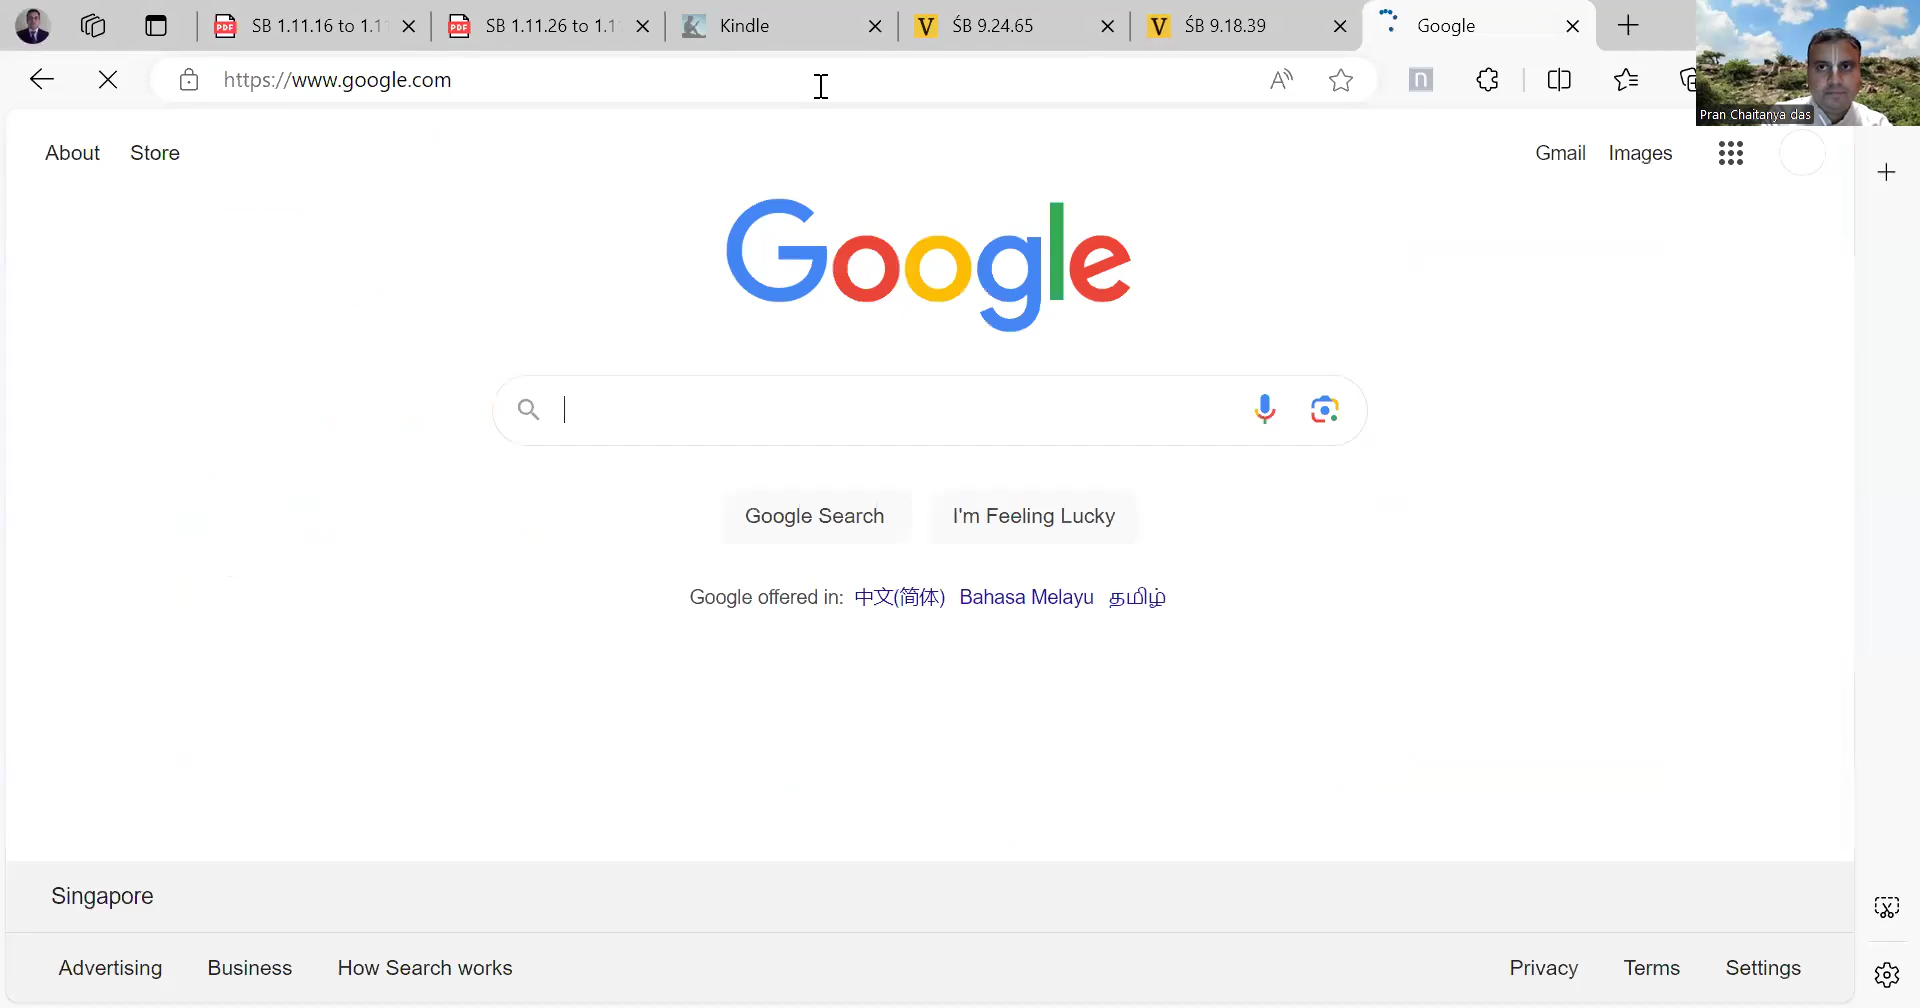 SB 1.11.16 to 1.1
SB 1.11.26 to 1.1
Kindle
ŚB 9.24.65
ŚB 9.18.39
Google
https://www.google.com
Pran Chaitanya das
About
Store
Gmail
Images
Google
Google Search
I'm Feeling Lucky
Google offered in: 中文(简体) Bahasa Melayu தமிழ்
Singapore
Advertising
Business
How Search works
Privacy
Terms
Settings